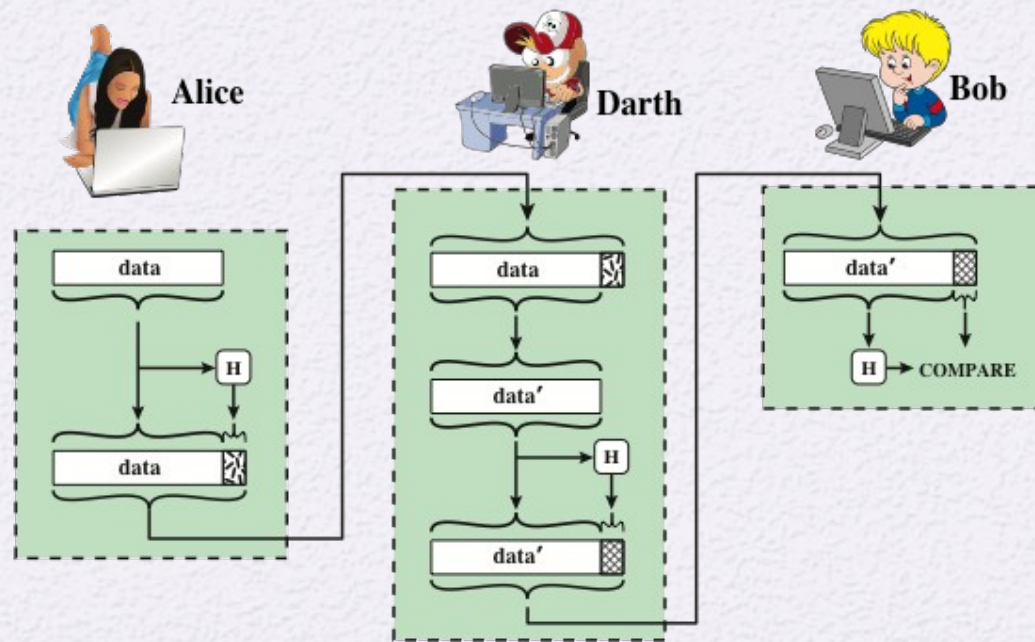 Alice
Darth
Bob
data
H
data
data
data′
H
data′
data′
H
COMPARE